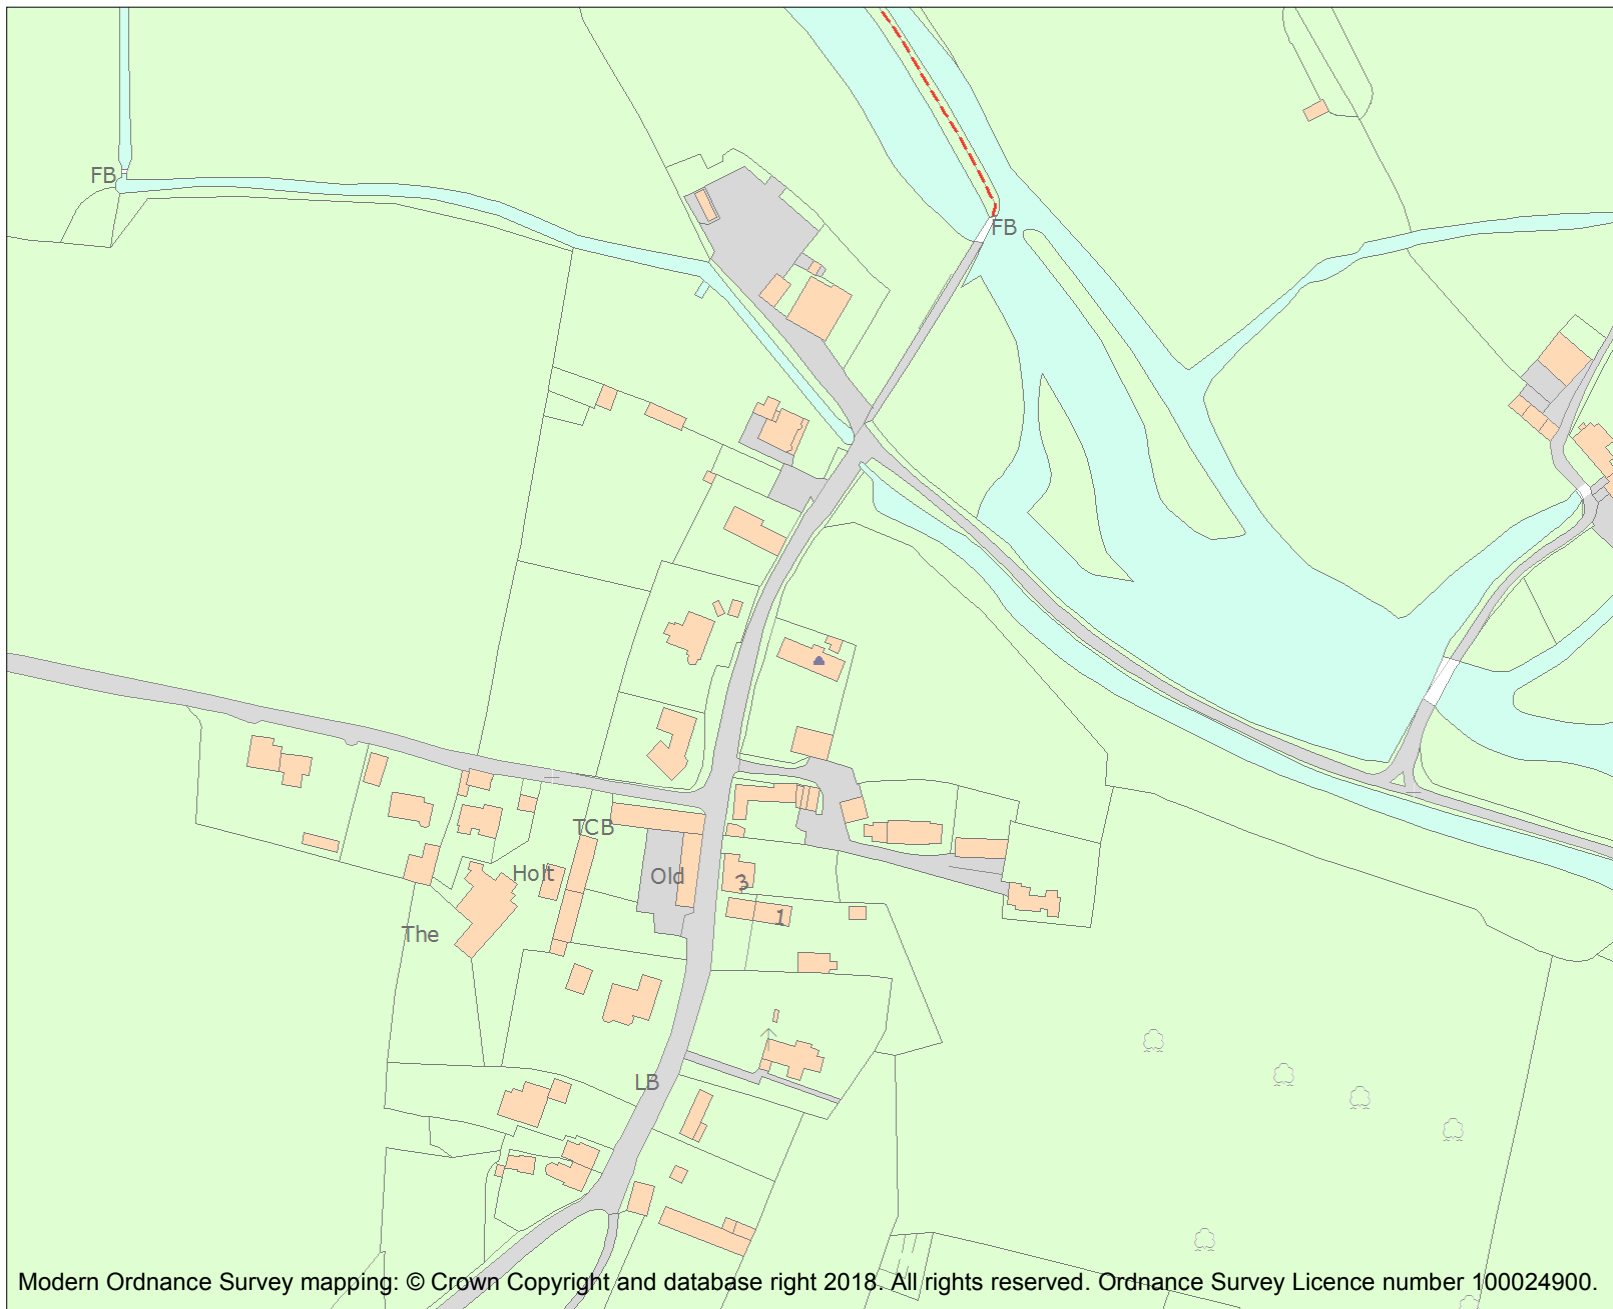 FB
FB
TCB
Holt
Old
3
1
The
LB
Modern Ordnance Survey mapping: © Crown Copyright and database right 2018. All rights reserved. Ordnance Survey Licence number 100024900.